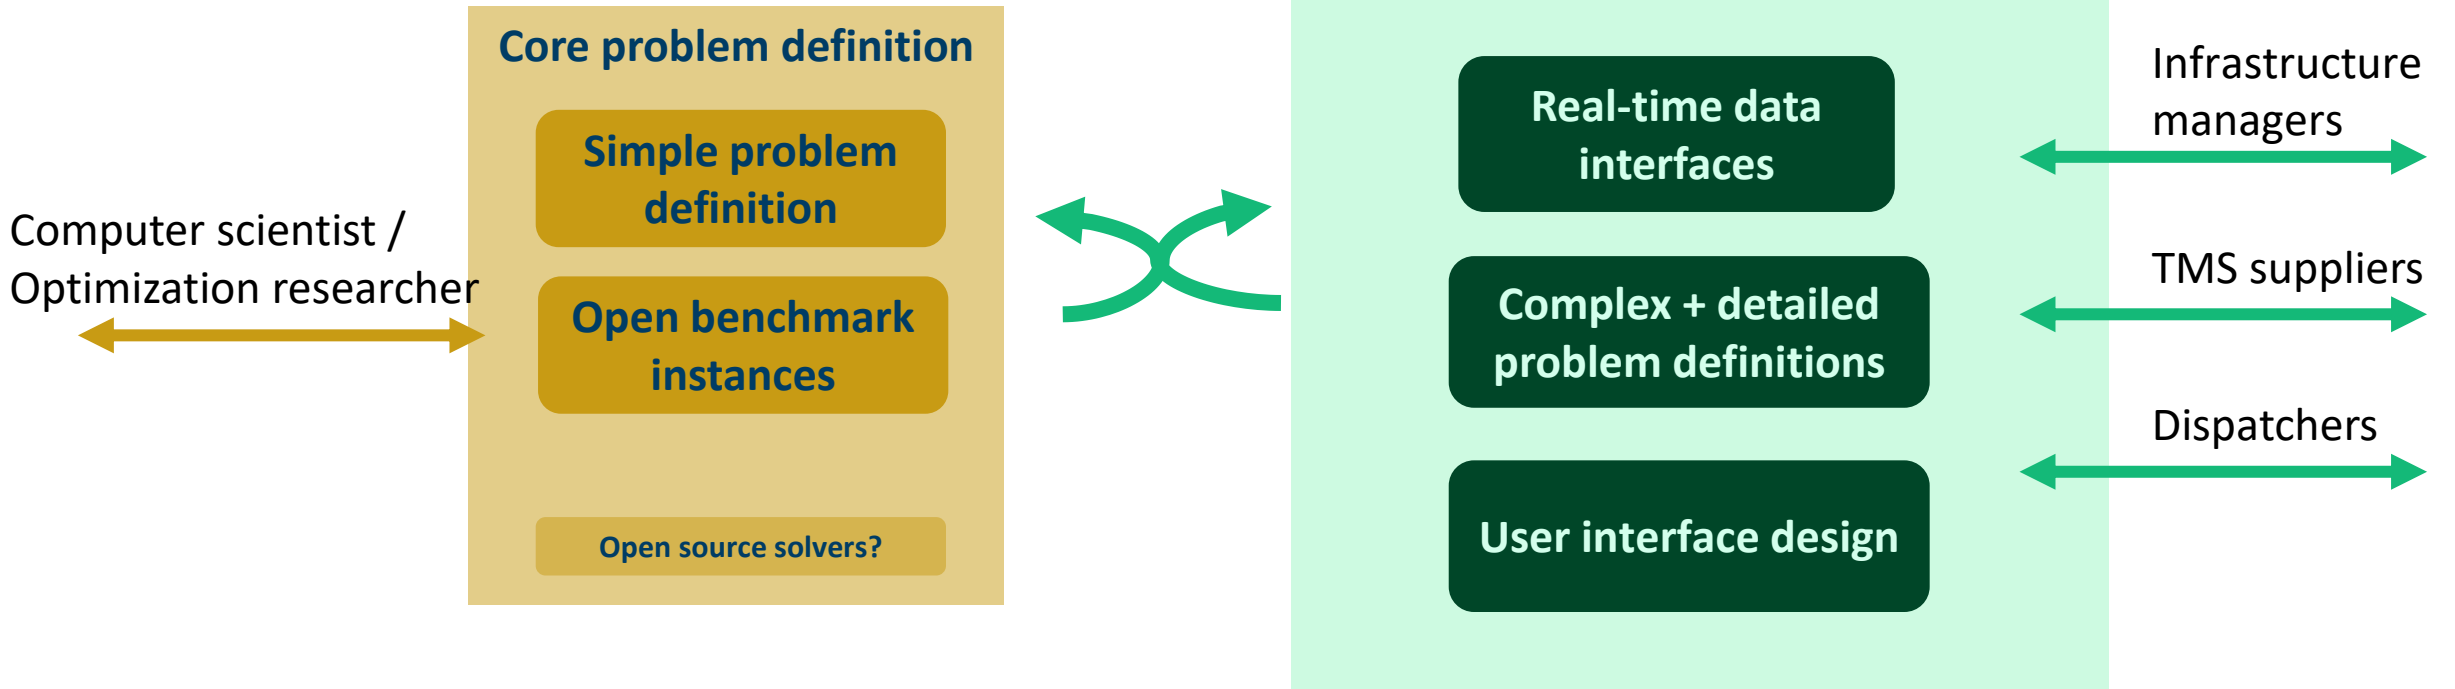 Computer scientist /
Optimization researcher
Core problem definition
Simple problem
definition
Open benchmark
instances
Open source solvers?
Real-time data
interfaces
Complex + detailed
problem definitions
User interface design
Infrastructure
managers
TMS suppliers
Dispatchers